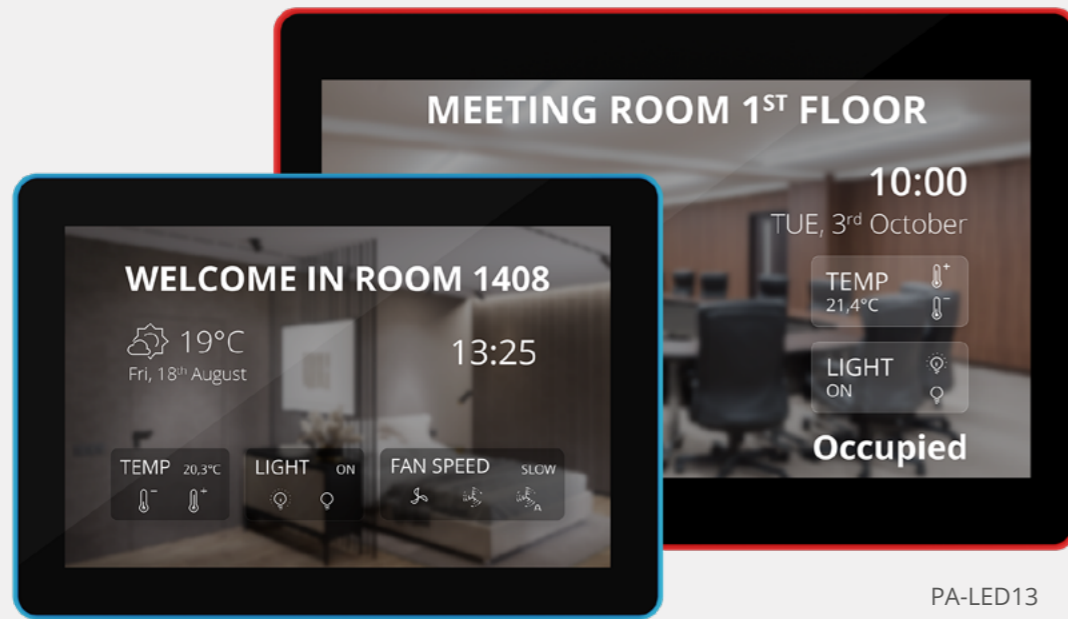 MEETING ROOM 1ST FLOOR
10:00
TUE, 3rd October
TEMP
21,4°C
LIGHT
ON
Occupied
WELCOME IN ROOM 1408
19°C
Fri, 18th August
13:25
TEMP 20,3°C
LIGHT ON
FAN SPEED SLOW
A
PA-LED13